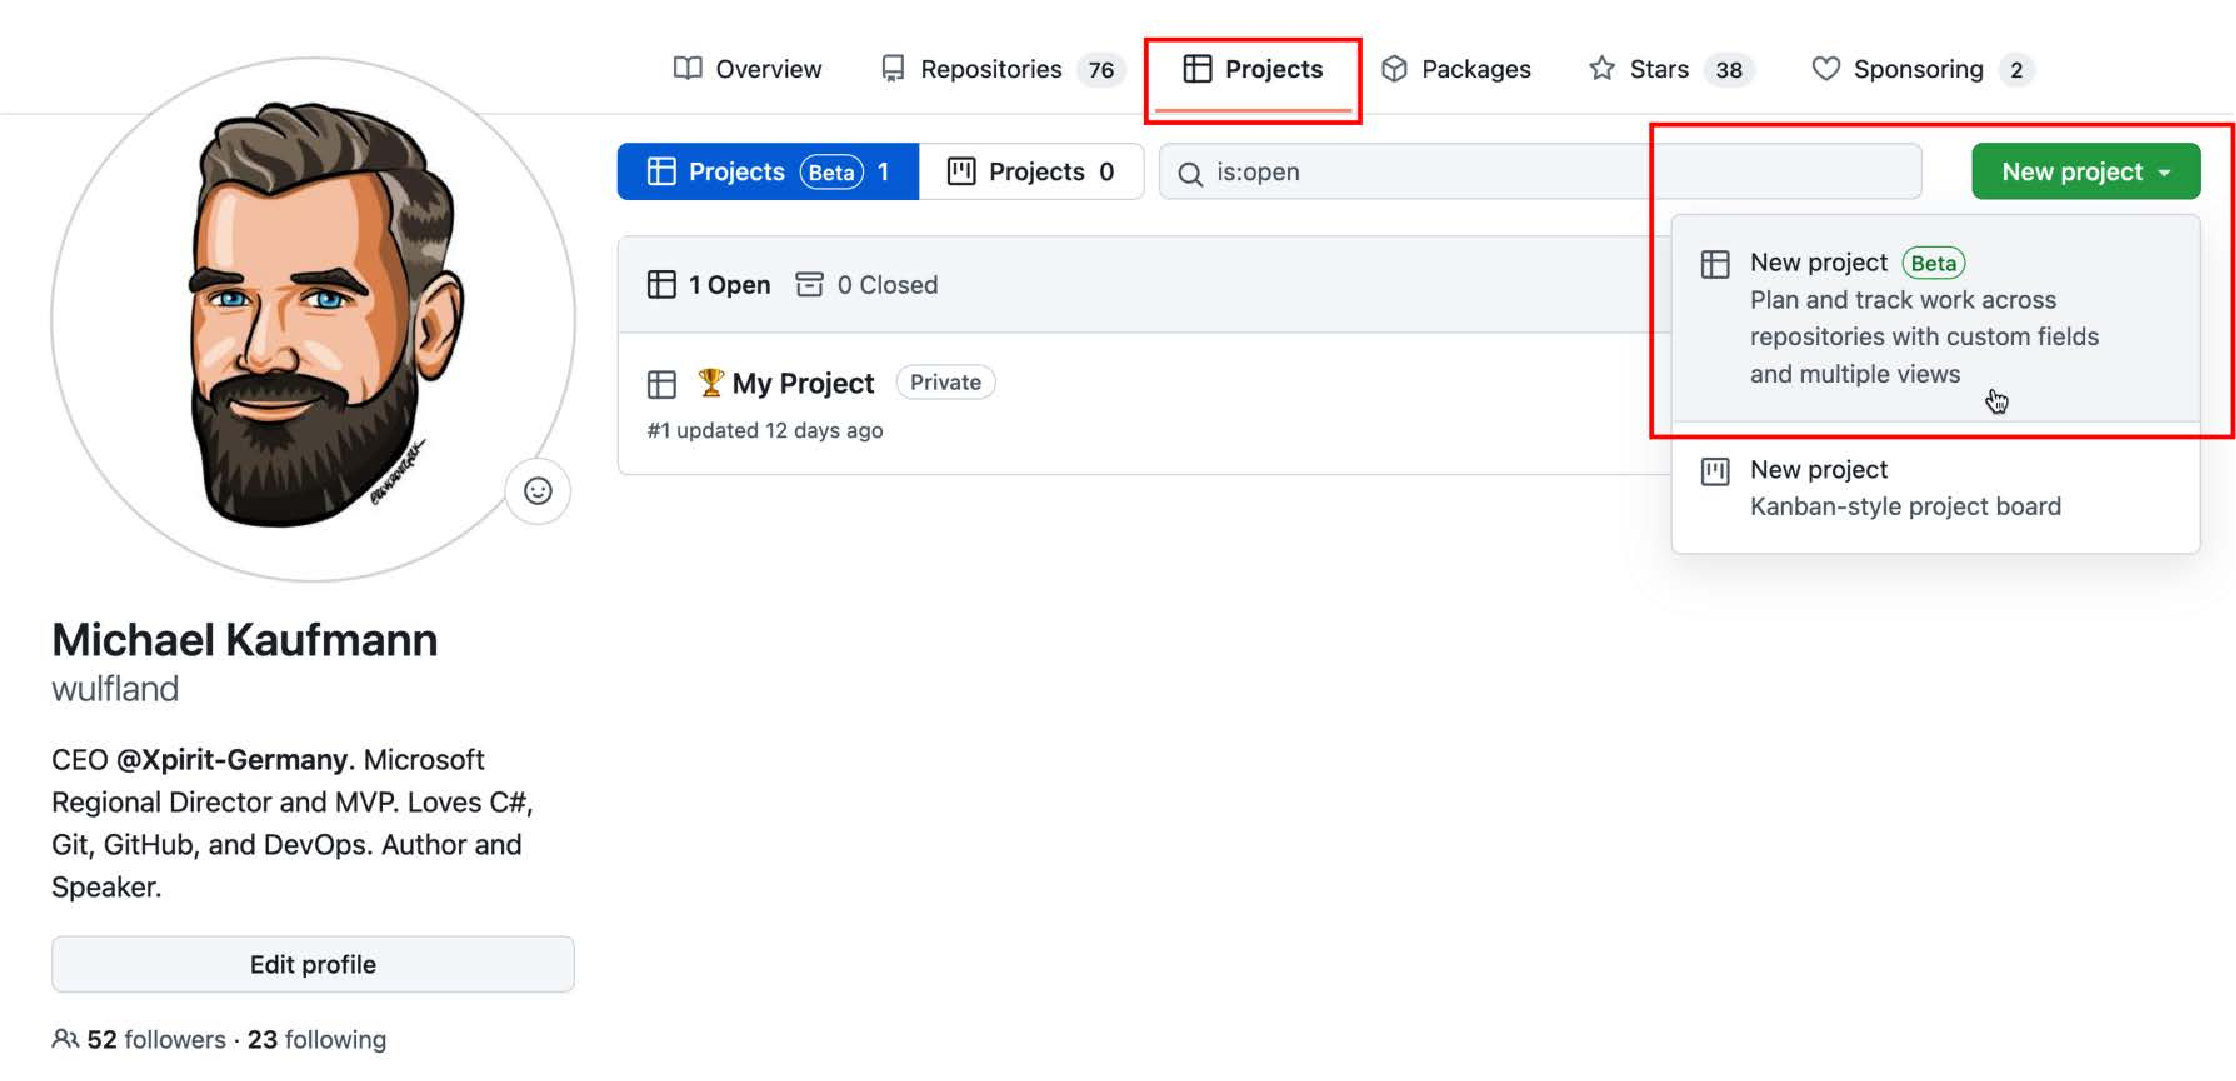 Overview Repositories 76 Projects Packages Stars 38 Sponsoring 2
Projects Beta 1 Projects 0 is:open New project
1 Open 0 Closed
My Project Private
#1 updated 12 days ago
New project Beta
Plan and track work across
repositories with custom fields
and multiple views
New project
Kanban-style project board
Michael Kaufmann
wulfland
CEO @Xpirit-Germany. Microsoft
Regional Director and MVP. Loves C#,
Git, GitHub, and DevOps. Author and
Speaker.
Edit profile
52 followers · 23 following